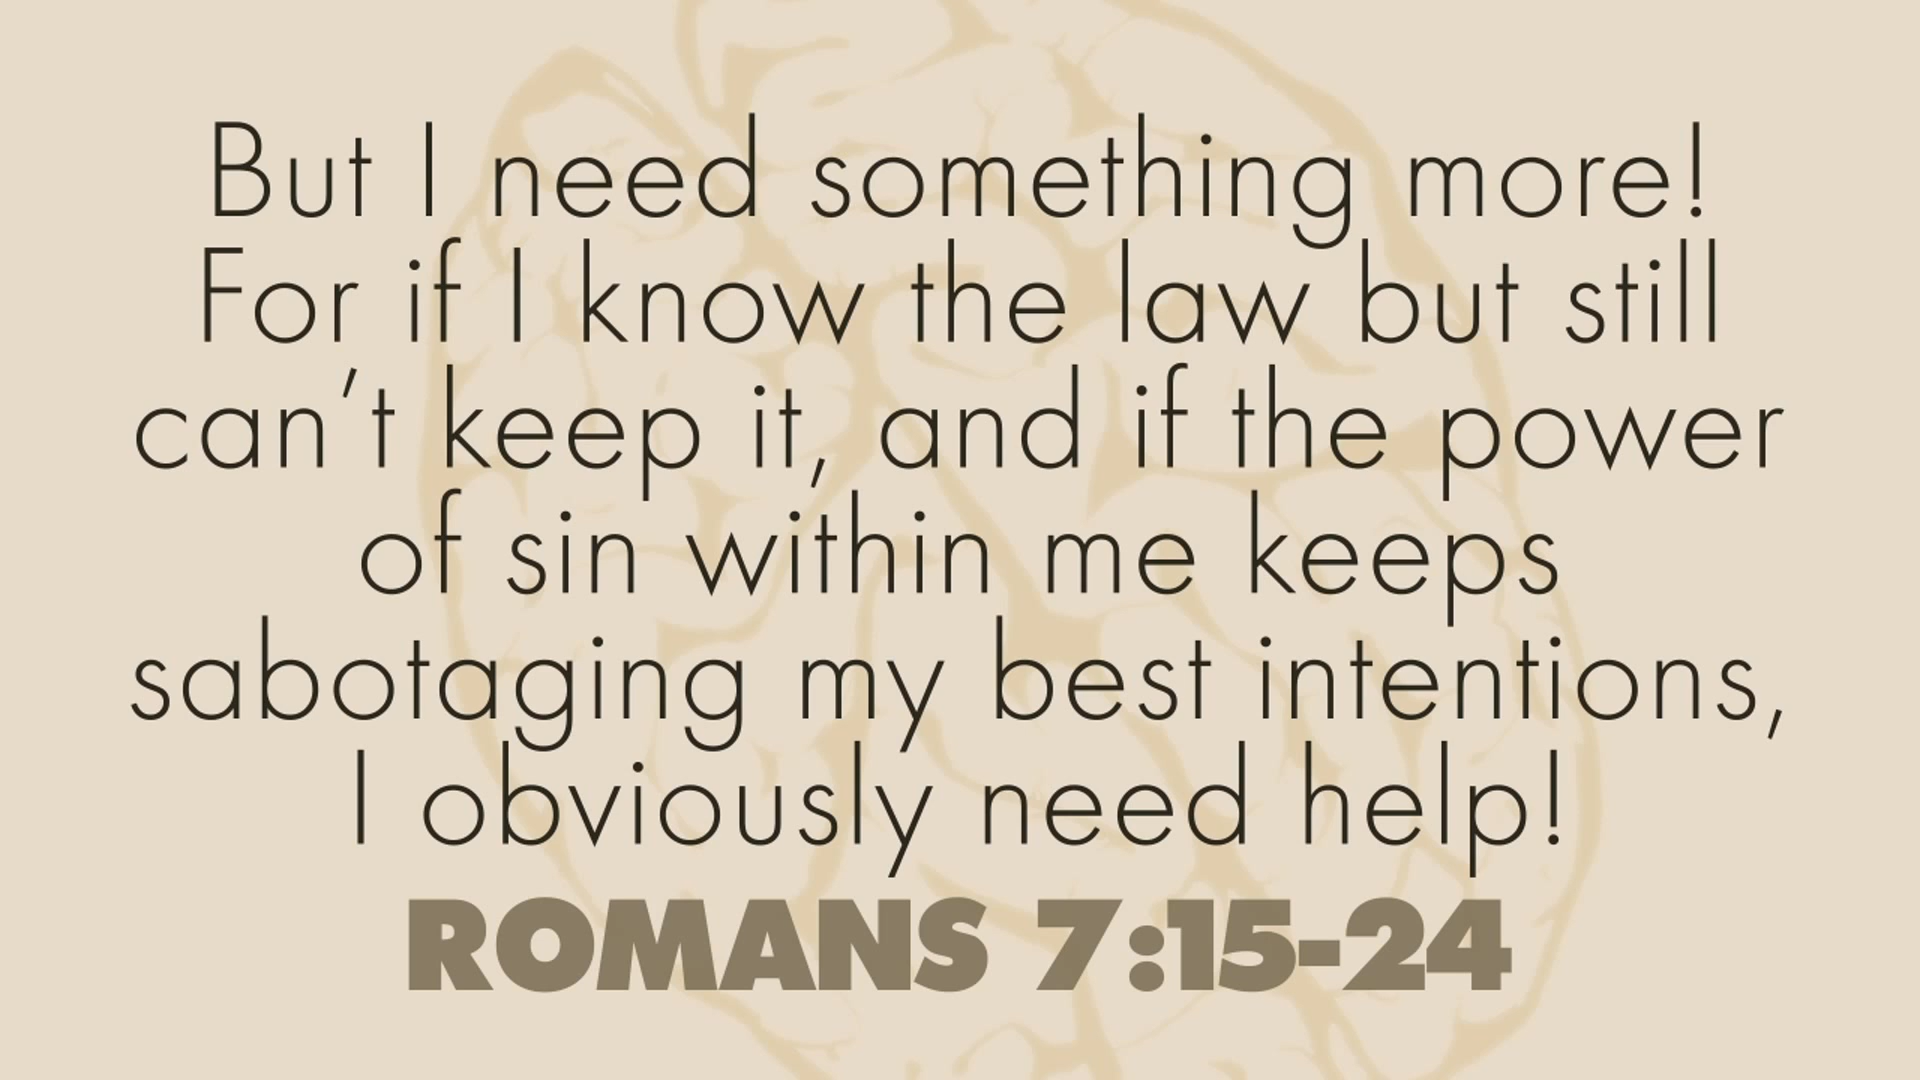 But I need something more!
For if I know the law but still
can’t keep it, and if the power
of sin within me keeps
sabotaging my best intentions,
I obviously need help!
ROMANS 7:15-24